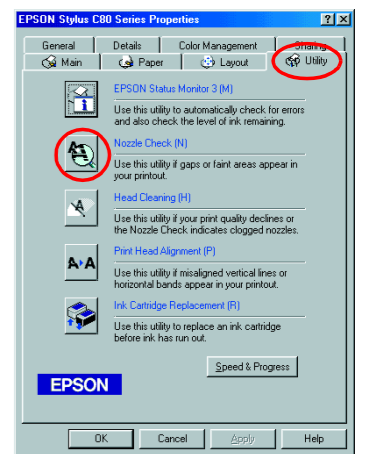 EPSON Stylus C80 Series Properties
General Details Color Management Sharing
Main Paper Layout Utility
EPSON Status Monitor 3 (M)
Use this utility to automatically check for errors
and also check the level of ink remaining.
Nozzle Check (N)
Use this utility if gaps or faint areas appear in
your printout.
Head Cleaning (H)
Use this utility if your print quality declines or
the Nozzle Check indicates clogged nozzles.
Print Head Alignment (P)
Use this utility if misaligned vertical lines or
horizontal bands appear in your printout.
Ink Cartridge Replacement (R)
Use this utility to replace an ink cartridge
before ink has run out.
Speed & Progress
EPSON
OK Cancel Apply Help